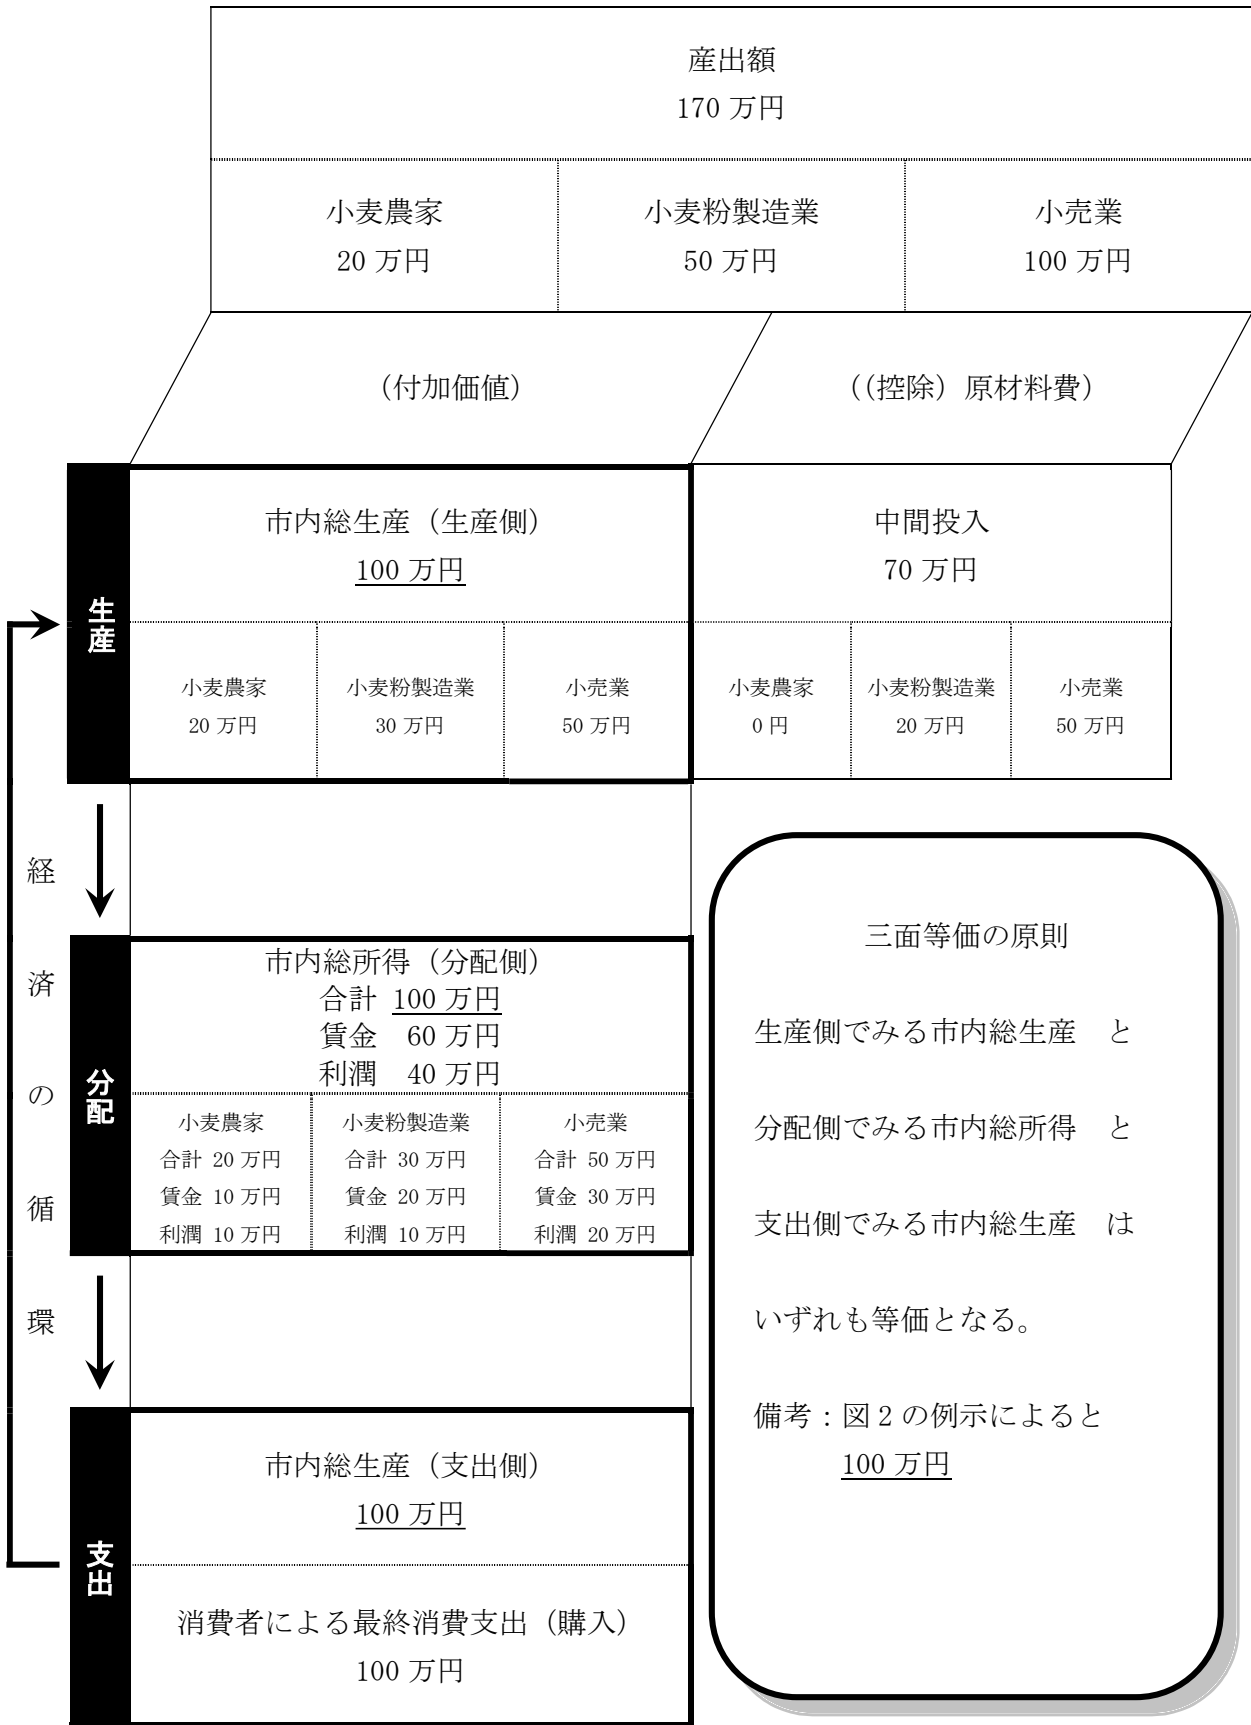 産出額
170 万円
小麦農家
20 万円
小麦粉製造業
50 万円
小売業
100 万円
(付加価値)
((控除) 原材料費)
生産
市内総生産 (生産側)
100 万円
小麦農家
20 万円
小麦粉製造業
30 万円
小売業
50 万円
中間投入
70 万円
小麦農家
0 円
小麦粉製造業
20 万円
小売業
50 万円
経済の循環
分配
市内総所得 (分配側)
合計 100 万円
賃金 60 万円
利潤 40 万円
小麦農家
合計 20 万円
賃金 10 万円
利潤 10 万円
小麦粉製造業
合計 30 万円
賃金 20 万円
利潤 10 万円
小売業
合計 50 万円
賃金 30 万円
利潤 20 万円
支出
市内総生産 (支出側)
100 万円
消費者による最終消費支出 (購入)
100 万円
三面等価の原則
生産側でみる市内総生産 と
分配側でみる市内総所得 と
支出側でみる市内総生産 は
いずれも等価となる。
備考：図２の例示によると
100 万円